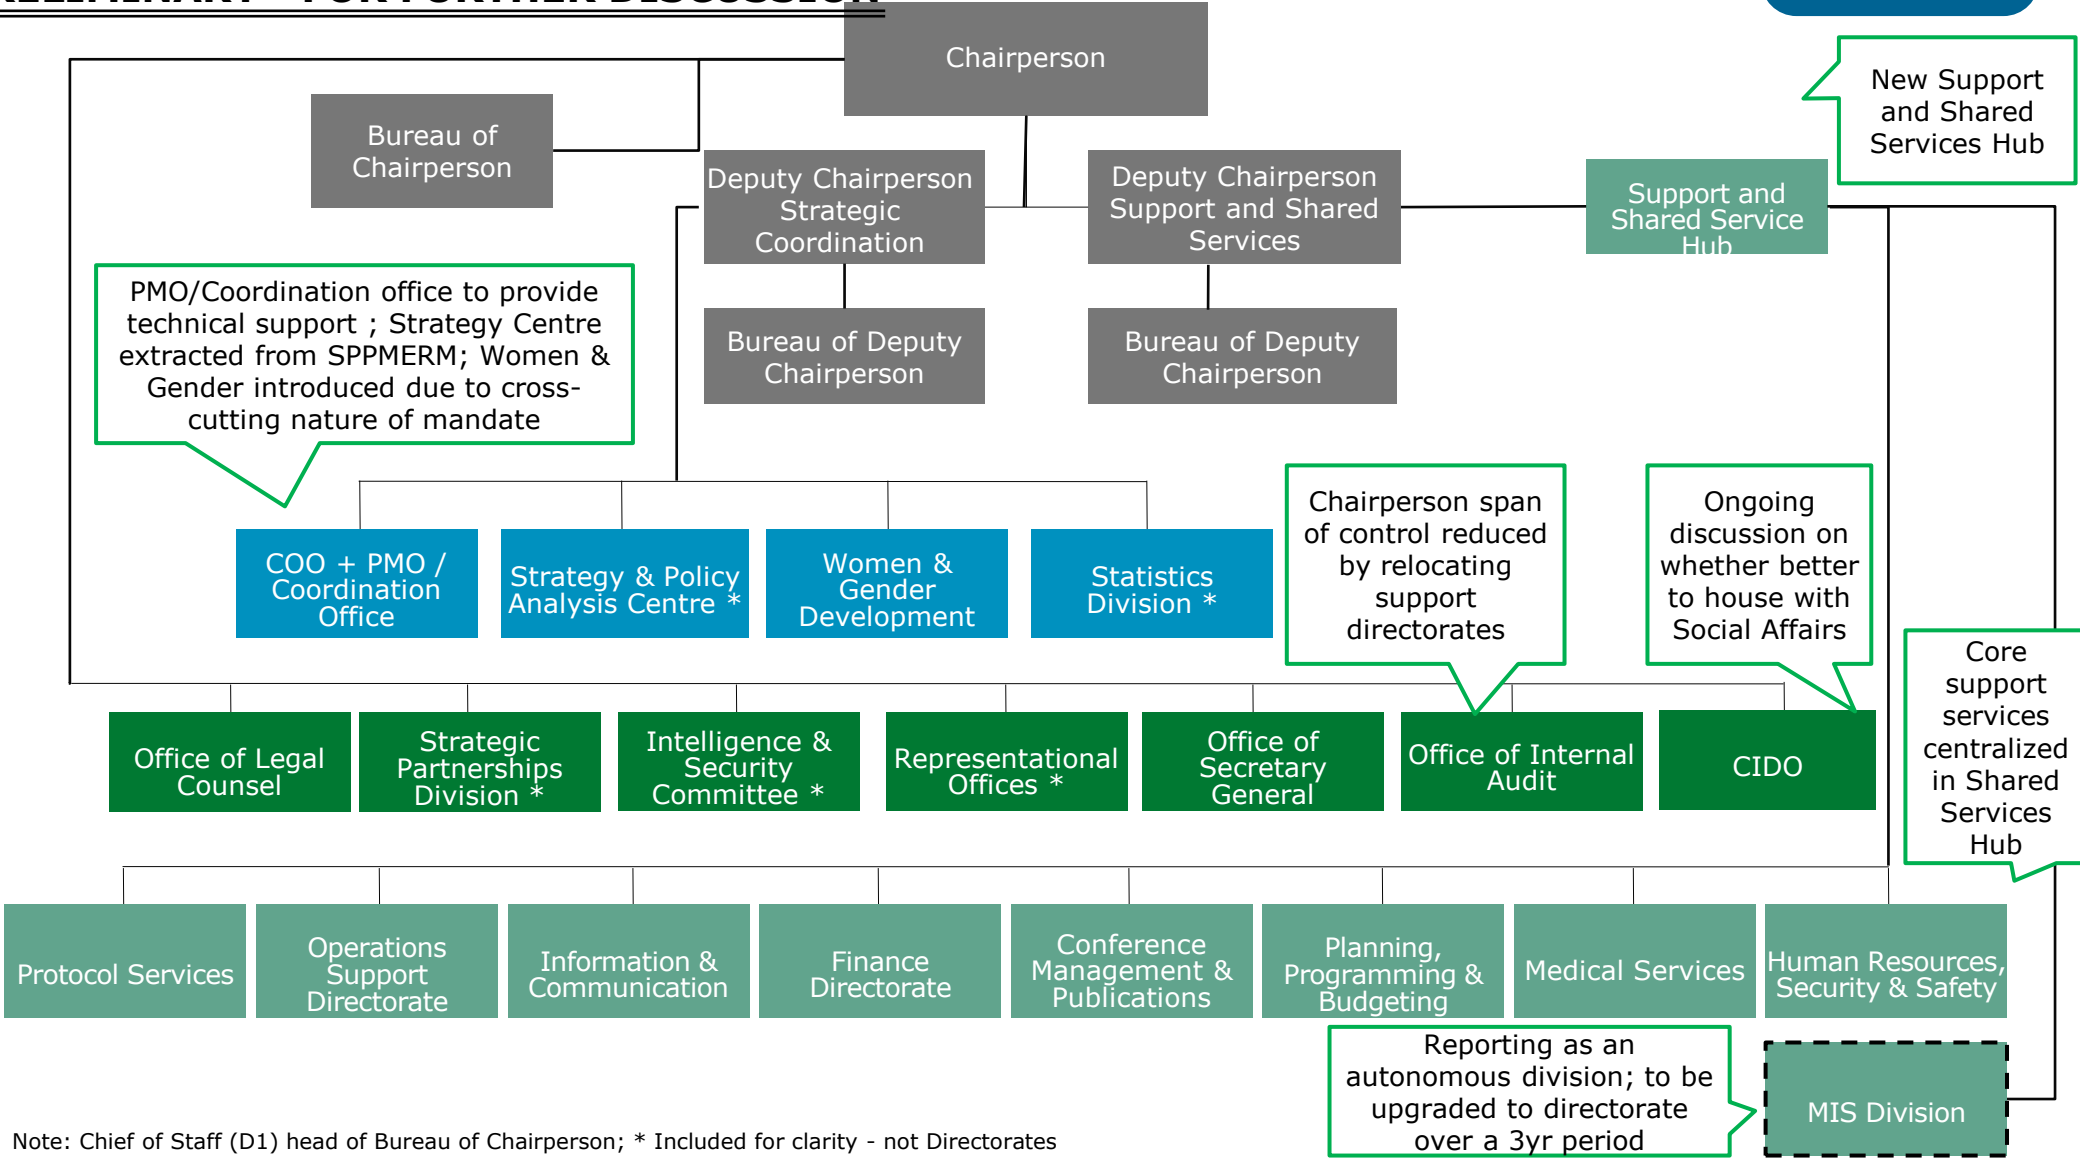 PRELIMINARY – FOR FURTHER DISCUSSION
Chairperson
New Support
and Shared
Services Hub
Bureau of
Chairperson
Deputy Chairperson
Strategic
Coordination
Deputy Chairperson
Support and Shared
Services
Support and
Shared Service
Hub
PMO/Coordination office to provide
technical support ; Strategy Centre
extracted from SPPMERM; Women &
Gender introduced due to cross-
cutting nature of mandate
Bureau of Deputy
Chairperson
Bureau of Deputy
Chairperson
Chairperson span
of control reduced
by relocating
support
directorates
Ongoing
discussion on
whether better
to house with
Social Affairs
COO + PMO /
Coordination
Office
Strategy & Policy
Analysis Centre *
Women &
Gender
Development
Statistics
Division *
Core
support
services
centralized
in Shared
Services
Hub
Office of Legal
Counsel
Strategic
Partnerships
Division *
Intelligence &
Security
Committee *
Representational
Offices *
Office of
Secretary
General
Office of Internal
Audit
CIDO
Protocol Services
Operations
Support
Directorate
Information &
Communication
Finance
Directorate
Conference
Management &
Publications
Planning,
Programming &
Budgeting
Medical Services
Human Resources,
Security & Safety
Reporting as an
autonomous division; to be
upgraded to directorate
over a 3yr period
MIS Division
Note: Chief of Staff (D1) head of Bureau of Chairperson; * Included for clarity - not Directorates